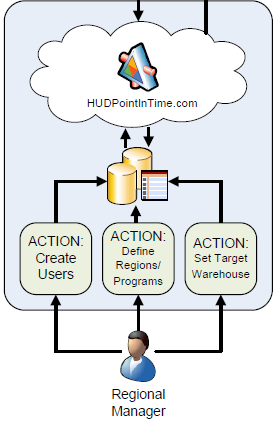 HUDPointInTime.com
ACTION:
Create
Users
ACTION:
Define
Regions/
Programs
ACTION:
Set Target
Warehouse
Regional
Manager